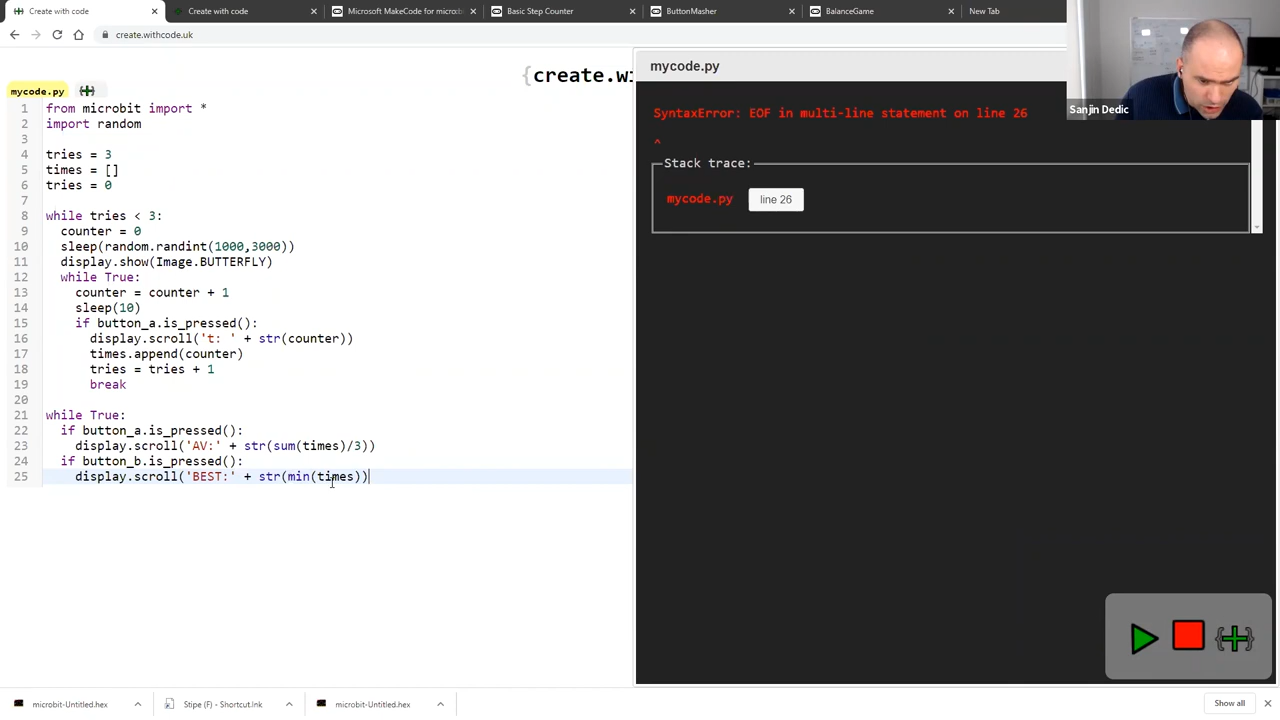 Create with code
Create with code
Microsoft MakeCode for micro:b
Basic Step Counter
ButtonMasher
BalanceGame
New Tab
create.withcode.uk
{create.wi
mycode.py
mycode.py
Sanjin Dedic
SyntaxError: EOF in multi-line statement on line 26
^
Stack trace:
mycode.py line 26
1 from microbit import *
2 import random
3
4 tries = 3
5 times = []
6 tries = 0
7
8 while tries < 3:
9 counter = 0
10 sleep(random.randint(1000,3000))
11 display.show(Image.BUTTERFLY)
12 while True:
13 counter = counter + 1
14 sleep(10)
15 if button_a.is_pressed():
16 display.scroll('t: ' + str(counter))
17 times.append(counter)
18 tries = tries + 1
19 break
20
21 while True:
22 if button_a.is_pressed():
23 display.scroll('AV:' + str(sum(times)/3))
24 if button_b.is_pressed():
25 display.scroll('BEST:' + str(min(times))
microbit-Untitled.hex
Stipe (F) - Shortcut.lnk
microbit-Untitled.hex
Show all